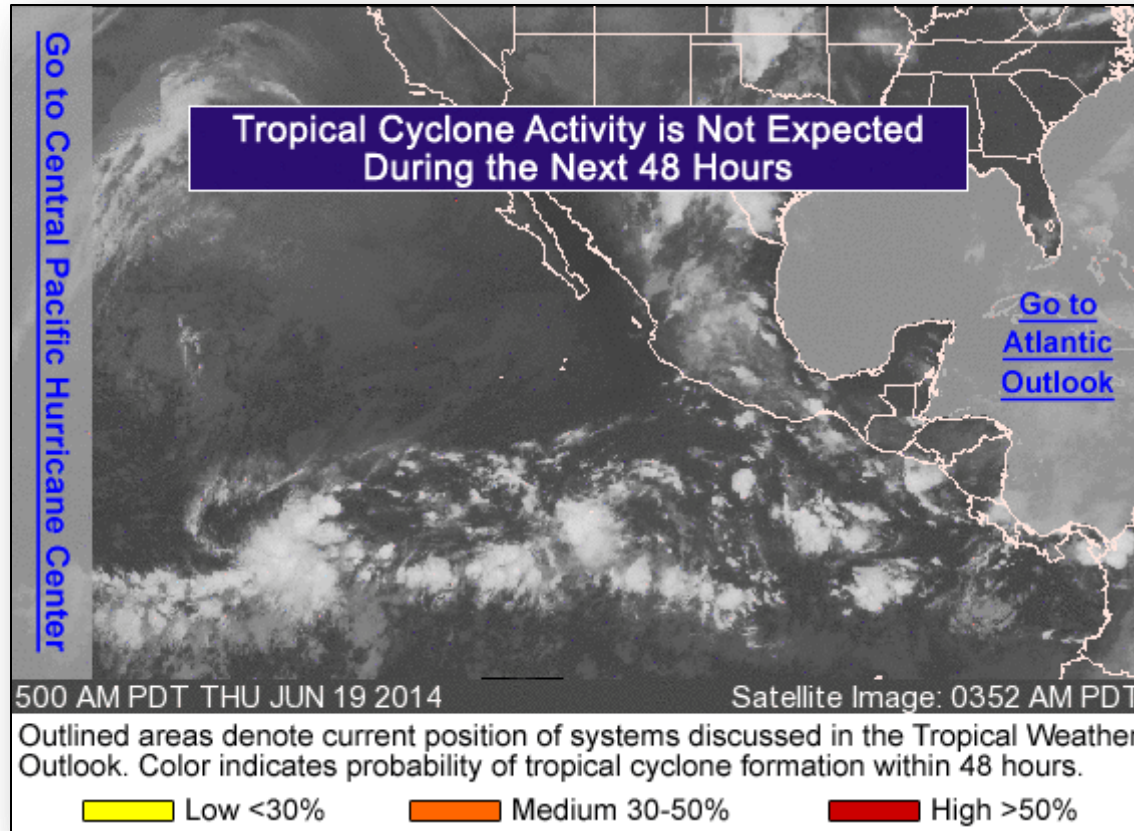 Go to Central Pacific Hurricane Center
Tropical Cyclone Activity is Not Expected
During the Next 48 Hours
Go to
Atlantic
Outlook
500 AM PDT THU JUN 19 2014
Satellite Image: 0352 AM PDT
Outlined areas denote current position of systems discussed in the Tropical Weather
Outlook. Color indicates probability of tropical cyclone formation within 48 hours.
Low <30%
Medium 30-50%
High >50%